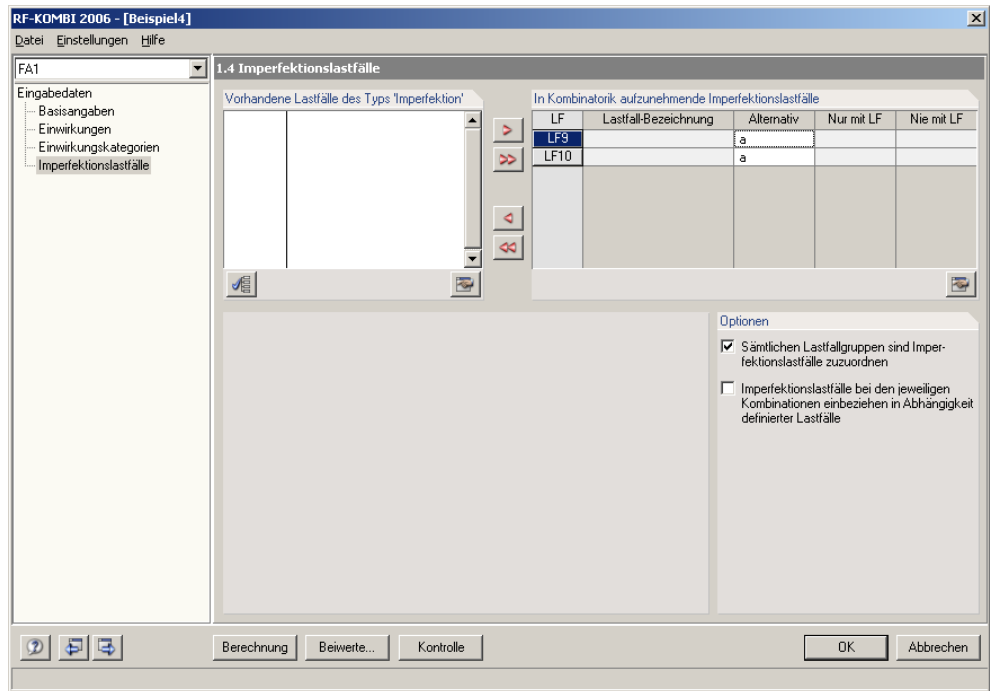 RF-KOMBI 2006 - [Beispiel4]
Datei Einstellungen Hilfe
FA1
1.4 Imperfektionslastfälle
Eingabedaten
Basisangaben
Einwirkungen
Einwirkungskategorien
Imperfektionslastfälle
Vorhandene Lastfälle des Typs 'Imperfektion'
In Kombinatorik aufzunehmende Imperfektionslastfälle
LF Lastfall-Bezeichnung Alternativ Nur mit LF Nie mit LF
LF9 a
LF10 a
Optionen
Sämtlichen Lastfallgruppen sind Imper-
fektionslastfälle zuzuordnen
Imperfektionslastfälle bei den jeweiligen
Kombinationen einbeziehen in Abhängigkeit
definierter Lastfälle
Berechnung Beiwerte... Kontrolle OK Abbrechen